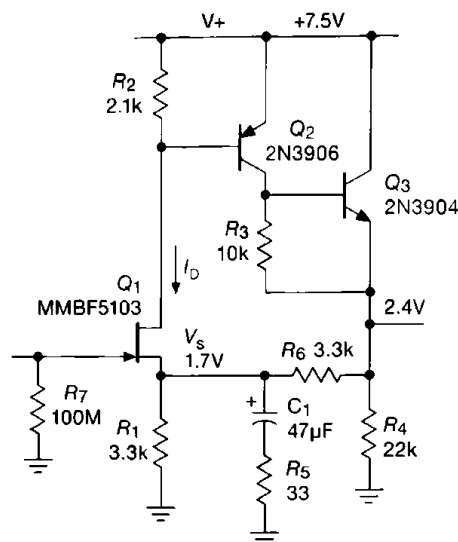 V+ +7.5V
R2
2.1k
Q2
2N3906
Q3
2N3904
R3
10k
ID
Q1
MMBF5103
2.4V
VS
1.7V
R6 3.3k
R7
100M
+
C1
47µF
R1
3.3k
R4
22k
R5
33